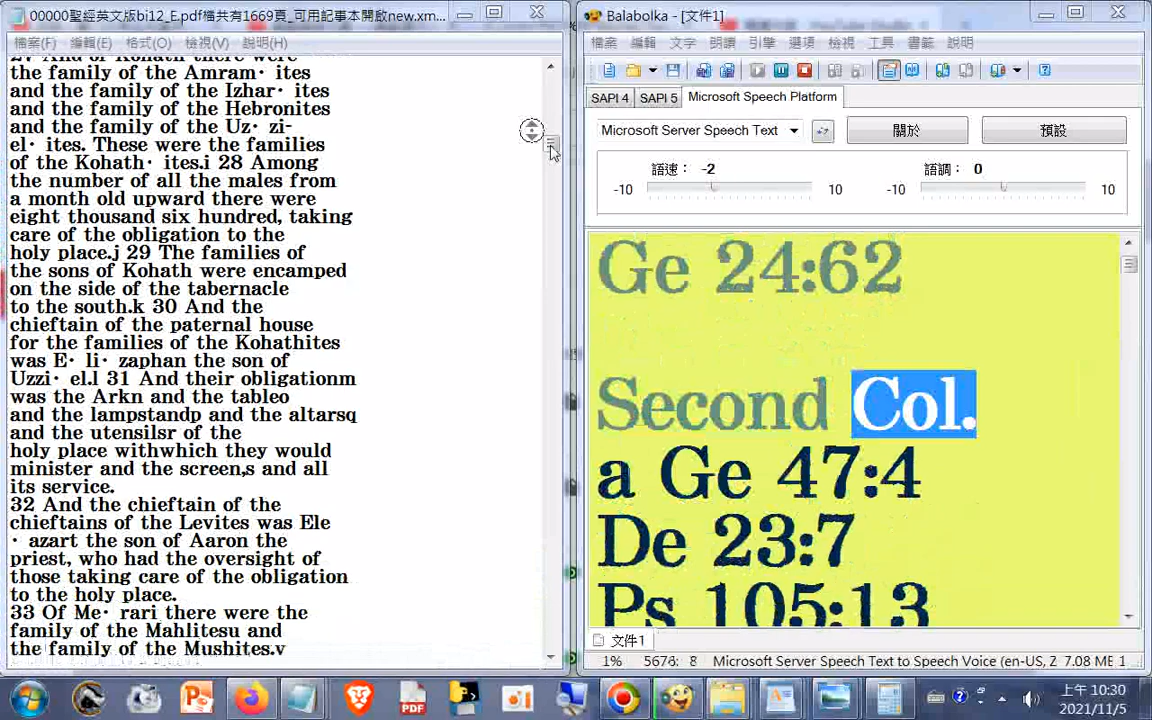 00000聖經英文版bi12_E.pdf檔共有1669頁_可用記事本開啟new.xm...
檔案(F) 編輯(E) 格式(O) 檢視(V) 說明(H)
27 And of Kohath there were
the family of the Amram· ites
and the family of the Izhar· ites
and the family of the Hebronites
and the family of the Uz· zi-
el· ites. These were the families
of the Kohath· ites.i 28 Among
the number of all the males from
a month old upward there were
eight thousand six hundred, taking
care of the obligation to the
holy place.j 29 The families of
the sons of Kohath were encamped
on the side of the tabernacle
to the south.k 30 And the
chieftain of the paternal house
for the families of the Kohathites
was E· li· zaphan the son of
Uzzi· el.l 31 And their obligationm
was the Arkn and the tableo
and the lampstandp and the altarsq
and the utensilsr of the
holy place withwhich they would
minister and the screen,s and all
its service.
32 And the chieftain of the
chieftains of the Levites was Ele
· azart the son of Aaron the
priest, who had the oversight of
those taking care of the obligation
to the holy place.
33 Of Me· rari there were the
family of the Mahlitesu and
the family of the Mushites.v
Balabolka - [文件1]
檔案 編輯 文字 朗讀 引擎 選項 檢視 工具 書籤 說明
SAPI 4 SAPI 5 Microsoft Speech Platform
Microsoft Server Speech Text 關於 預設
語速: -2 語調: 0
-10 10 -10 10
Ge 24:62
Second Col.
a Ge 47:4
De 23:7
Ps 105:13
文件1
1% 5678: 8 Microsoft Server Speech Text to Speech Voice (en-US, Z 7.08 ME 1
PDF
上午 10:30
2021/11/5